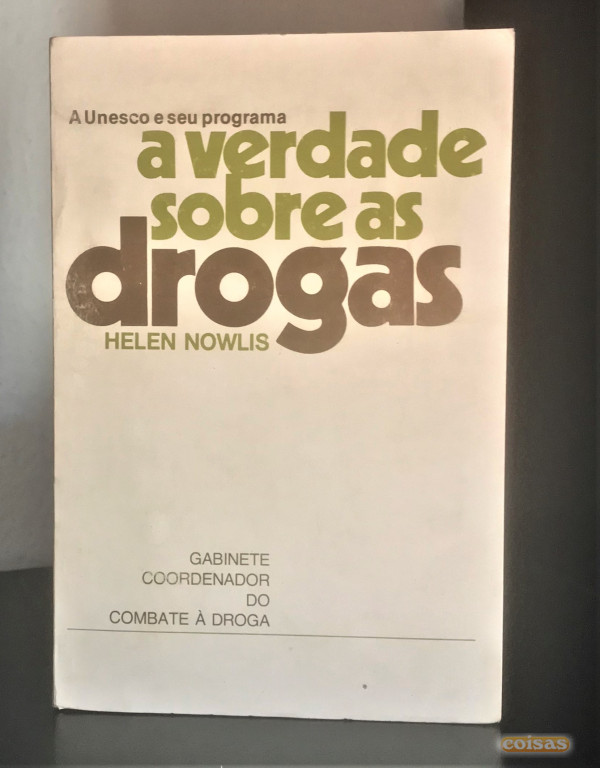 A Unesco e seu programa
a verdade
sobre as
drogas
HELEN NOWLIS
GABINETE
COORDENADOR
DO
COMBATE À DROGA
coisas